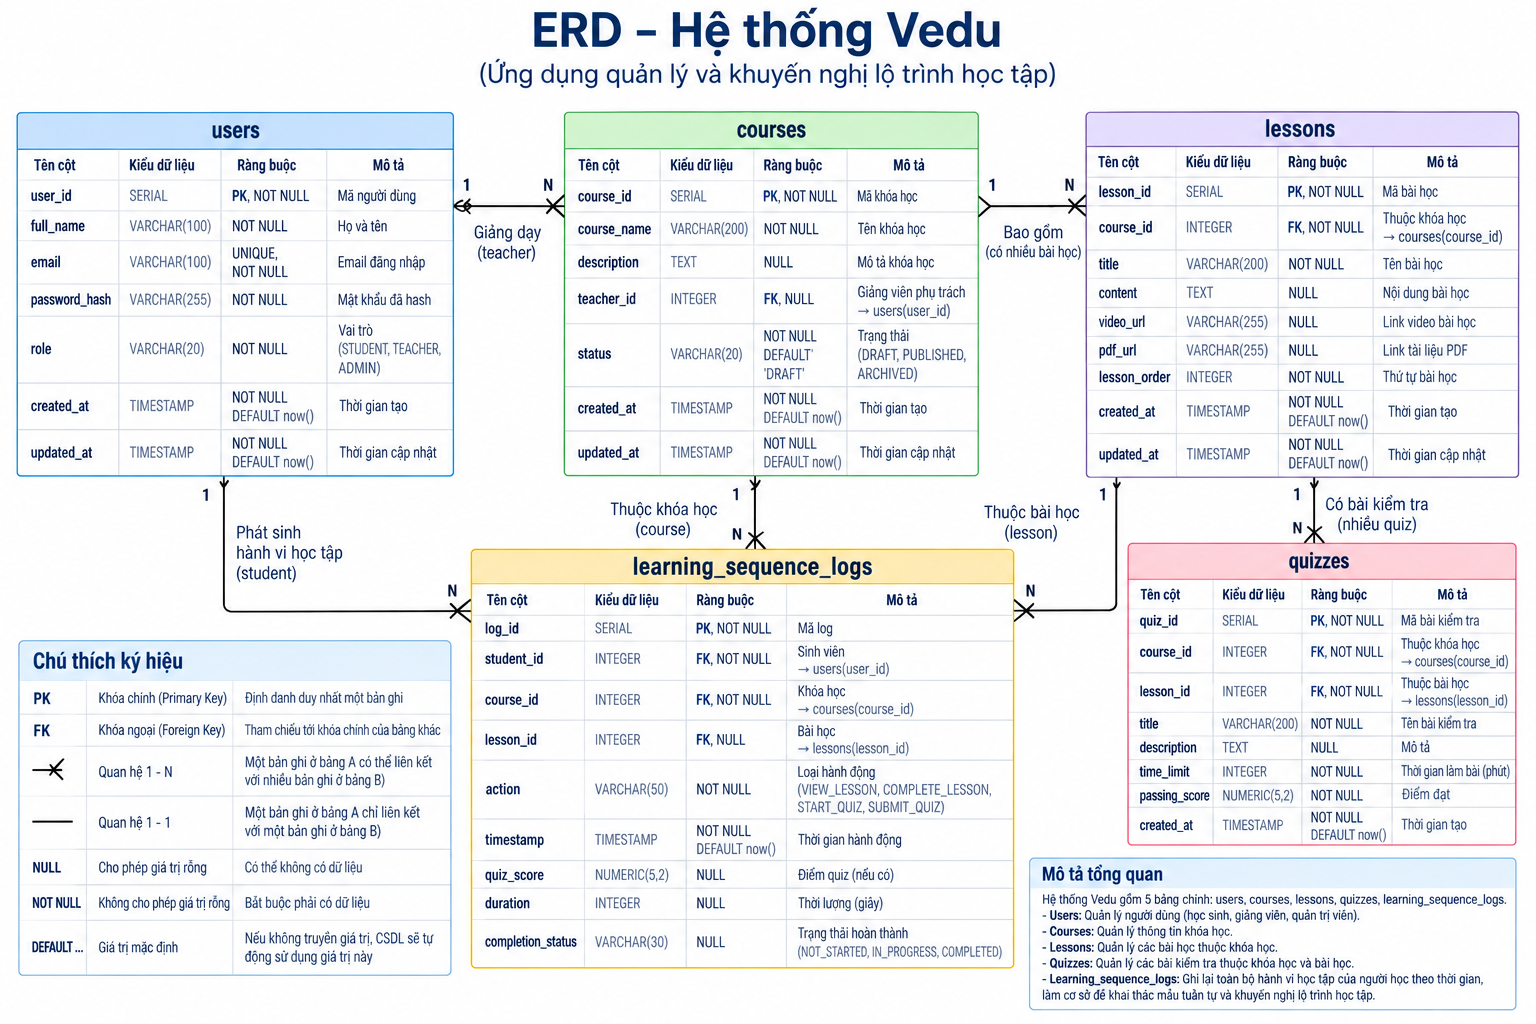 ERD – Hệ thống Vedu
(Ứng dụng quản lý và khuyến nghị lộ trình học tập)
users
Tên cột Kiểu dữ liệu Ràng buộc Mô tả
user_id SERIAL PK, NOT NULL Mã người dùng
full_name VARCHAR(100) NOT NULL Họ và tên
email VARCHAR(100) UNIQUE, NOT NULL Email đăng nhập
password_hash VARCHAR(255) NOT NULL Mật khẩu đã hash
role VARCHAR(20) NOT NULL Vai trò (STUDENT, TEACHER, ADMIN)
created_at TIMESTAMP NOT NULL DEFAULT now() Thời gian tạo
updated_at TIMESTAMP NOT NULL DEFAULT now() Thời gian cập nhật
1 N
Giảng dạy
(teacher)
courses
Tên cột Kiểu dữ liệu Ràng buộc Mô tả
course_id SERIAL PK, NOT NULL Mã khóa học
course_name VARCHAR(200) NOT NULL Tên khóa học
description TEXT NULL Mô tả khóa học
teacher_id INTEGER FK, NULL Giảng viên phụ trách → users(user_id)
status VARCHAR(20) NOT NULL DEFAULT' 'DRAFT' Trạng thái (DRAFT, PUBLISHED, ARCHIVED)
created_at TIMESTAMP NOT NULL DEFAULT now() Thời gian tạo
updated_at TIMESTAMP NOT NULL DEFAULT now() Thời gian cập nhật
1 N
Bao gồm
(có nhiều bài học)
lessons
Tên cột Kiểu dữ liệu Ràng buộc Mô tả
lesson_id SERIAL PK, NOT NULL Mã bài học
course_id INTEGER FK, NOT NULL Thuộc khóa học → courses(course_id)
title VARCHAR(200) NOT NULL Tên bài học
content TEXT NULL Nội dung bài học
video_url VARCHAR(255) NULL Link video bài học
pdf_url VARCHAR(255) NULL Link tài liệu PDF
lesson_order INTEGER NOT NULL Thứ tự bài học
created_at TIMESTAMP NOT NULL DEFAULT now() Thời gian tạo
updated_at TIMESTAMP NOT NULL DEFAULT now() Thời gian cập nhật
1
Phát sinh
hành vi học tập
(student)
N
1
Thuộc khóa học
(course)
N
1
Thuộc bài học
(lesson)
N
1
Có bài kiểm tra
(nhiều quiz)
N
learning_sequence_logs
Tên cột Kiểu dữ liệu Ràng buộc Mô tả
log_id SERIAL PK, NOT NULL Mã log
student_id INTEGER FK, NOT NULL Sinh viên → users(user_id)
course_id INTEGER FK, NOT NULL Khóa học → courses(course_id)
lesson_id INTEGER FK, NULL Bài học → lessons(lesson_id)
action VARCHAR(50) NOT NULL Loại hành động (VIEW_LESSON, COMPLETE_LESSON, START_QUIZ, SUBMIT_QUIZ)
timestamp TIMESTAMP NOT NULL DEFAULT now() Thời gian hành động
quiz_score NUMERIC(5,2) NULL Điểm quiz (nếu có)
duration INTEGER NULL Thời lượng (giây)
completion_status VARCHAR(30) NULL Trạng thái hoàn thành (NOT_STARTED, IN_PROGRESS, COMPLETED)
quizzes
Tên cột Kiểu dữ liệu Ràng buộc Mô tả
quiz_id SERIAL PK, NOT NULL Mã bài kiểm tra
course_id INTEGER FK, NOT NULL Thuộc khóa học → courses(course_id)
lesson_id INTEGER FK, NOT NULL Thuộc bài học → lessons(lesson_id)
title VARCHAR(200) NOT NULL Tên bài kiểm tra
description TEXT NULL Mô tả
time_limit INTEGER NOT NULL Thời gian làm bài (phút)
passing_score NUMERIC(5,2) NOT NULL Điểm đạt
created_at TIMESTAMP NOT NULL DEFAULT now() Thời gian tạo
Chú thích ký hiệu
PK Khóa chính (Primary Key) Định danh duy nhất một bản ghi
FK Khóa ngoại (Foreign Key) Tham chiếu tới khóa chính của bảng khác
Quan hệ 1 - N Một bản ghi ở bảng A có thể liên kết với nhiều bản ghi ở bảng B)
Quan hệ 1 - 1 Một bản ghi ở bảng A chỉ liên kết với một bản ghi ở bảng B)
NULL Cho phép giá trị rỗng Có thể không có dữ liệu
NOT NULL Không cho phép giá trị rỗng Bắt buộc phải có dữ liệu
DEFAULT ... Giá trị mặc định Nếu không truyền giá trị, CSDL sẽ tự động sử dụng giá trị này
Mô tả tổng quan
Hệ thống Vedu gồm 5 bảng chính: users, courses, lessons, quizzes, learning_sequence_logs.
- Users: Quản lý người dùng (học sinh, giảng viên, quản trị viên).
- Courses: Quản lý thông tin khóa học.
- Lessons: Quản lý các bài học thuộc khóa học.
- Quizzes: Quản lý các bài kiểm tra thuộc khóa học và bài học.
- Learning_sequence_logs: Ghi lại toàn bộ hành vi học tập của người học theo thời gian,
làm cơ sở để khai thác mẫu tuần tự và khuyến nghị lộ trình học tập.